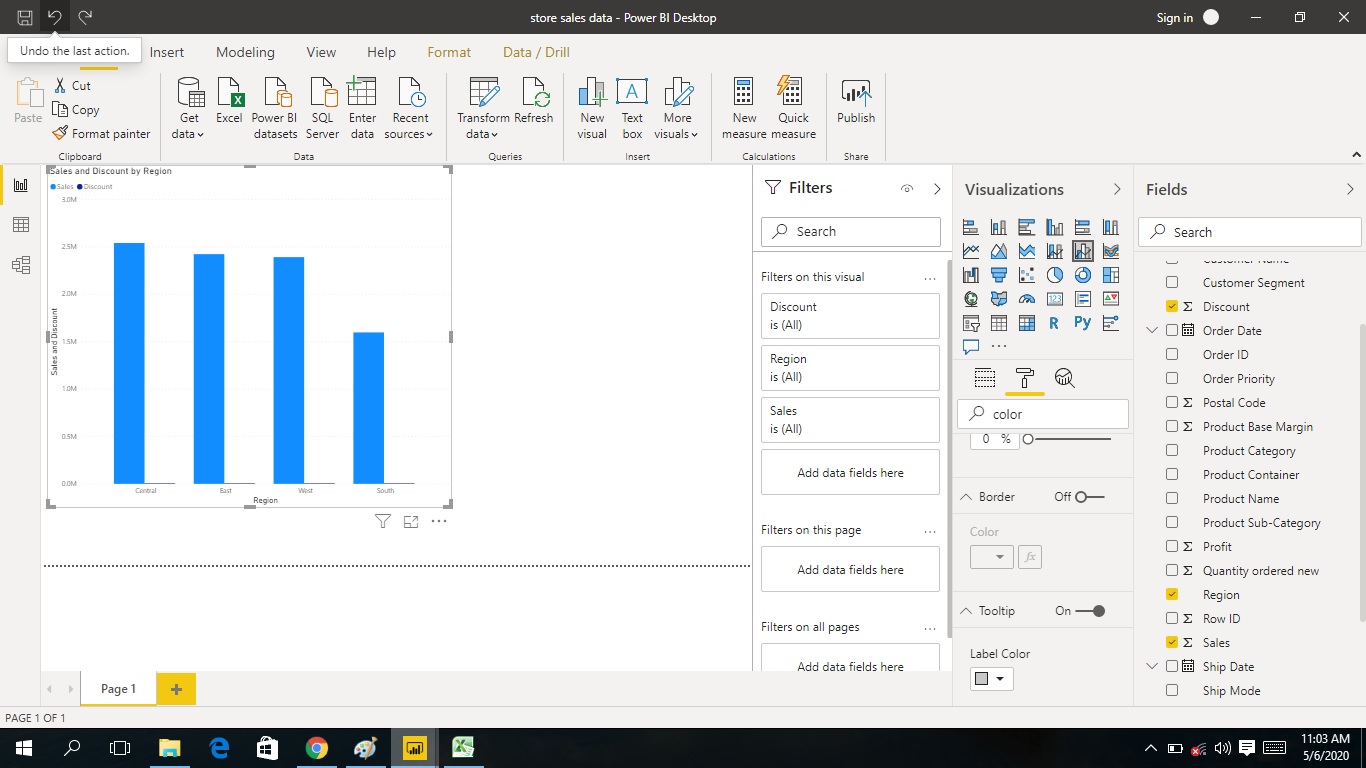 store sales data - Power BI Desktop
Sign in
Undo the last action.
Insert
Modeling
View
Help
Format
Data / Drill
Paste
Cut
Copy
Format painter
Clipboard
Get
data
Excel
Power BI
datasets
SQL
Server
Enter
data
Recent
sources
Data
Transform
data
Refresh
Queries
New
visual
Text
box
More
visuals
Insert
New
measure
Quick
measure
Calculations
Publish
Share
Sales and Discount by Region
Sales
Discount
3.0M
2.5M
2.0M
1.5M
1.0M
0.5M
0.0M
Sales and Discount
Central
East
West
South
Region
Filters
Search
Filters on this visual
Discount
is (All)
Region
is (All)
Sales
is (All)
Add data fields here
Filters on this page
Add data fields here
Filters on all pages
Add data fields here
Visualizations
123
R
Py
color
0 %
Border
Off
Color
fx
Tooltip
On
Label Color
Fields
Search
Customer Name
Customer Segment
Discount
Order Date
Order ID
Order Priority
Postal Code
Product Base Margin
Product Category
Product Container
Product Name
Product Sub-Category
Profit
Quantity ordered new
Region
Row ID
Sales
Ship Date
Ship Mode
Page 1
PAGE 1 OF 1
11:03 AM
5/6/2020